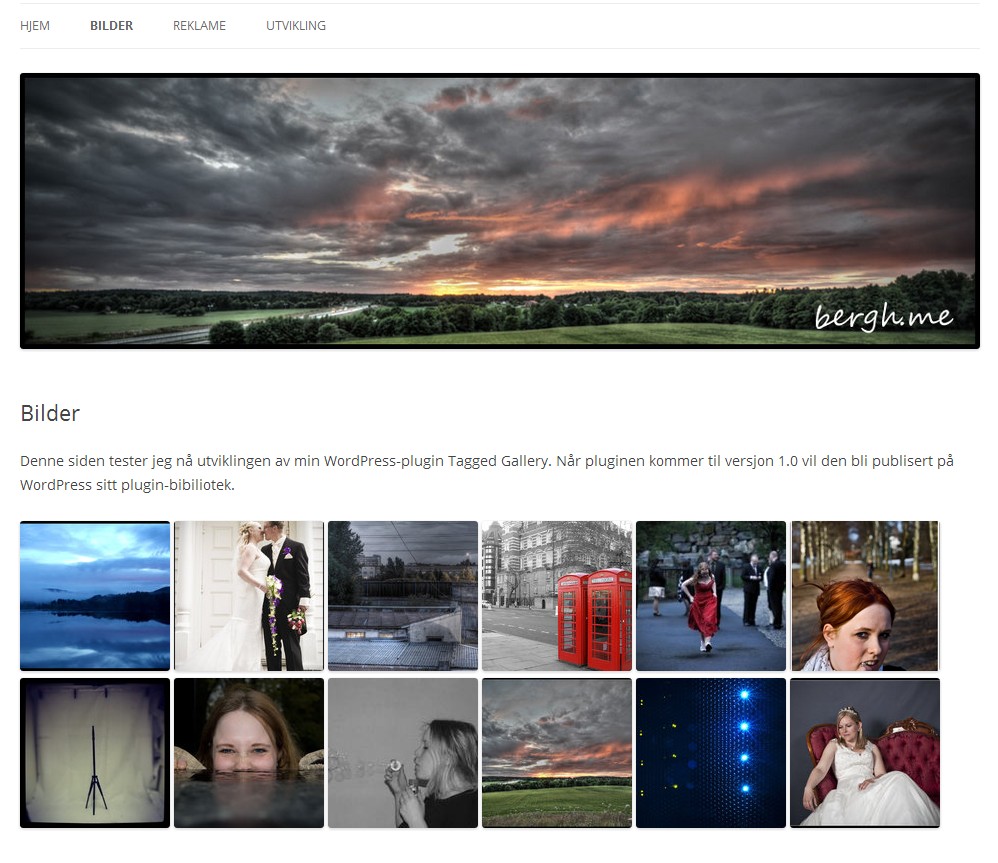 HJEM BILDER REKLAME UTVIKLING
bergh.me
Bilder
Denne siden tester jeg nå utviklingen av min WordPress-plugin Tagged Gallery. Når pluginen kommer til versjon 1.0 vil den bli publisert på
WordPress sitt plugin-bibiliotek.